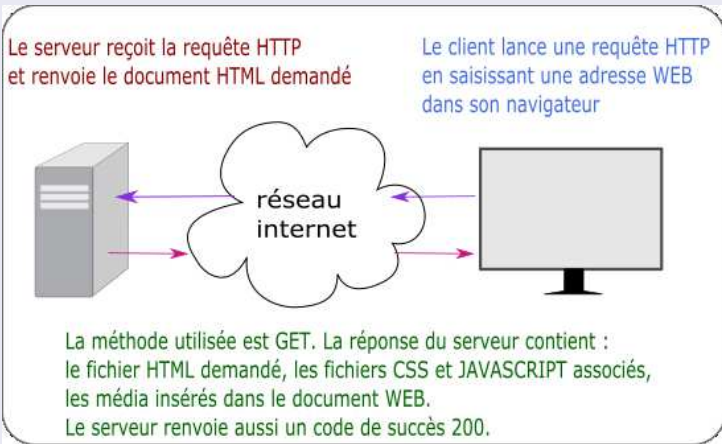 Le serveur reçoit la requête HTTP
et renvoie le document HTML demandé
Le client lance une requête HTTP
en saisissant une adresse WEB
dans son navigateur
réseau
internet
La méthode utilisée est GET. La réponse du serveur contient :
le fichier HTML demandé, les fichiers CSS et JAVASCRIPT associés,
les média insérés dans le document WEB.
Le serveur renvoie aussi un code de succès 200.